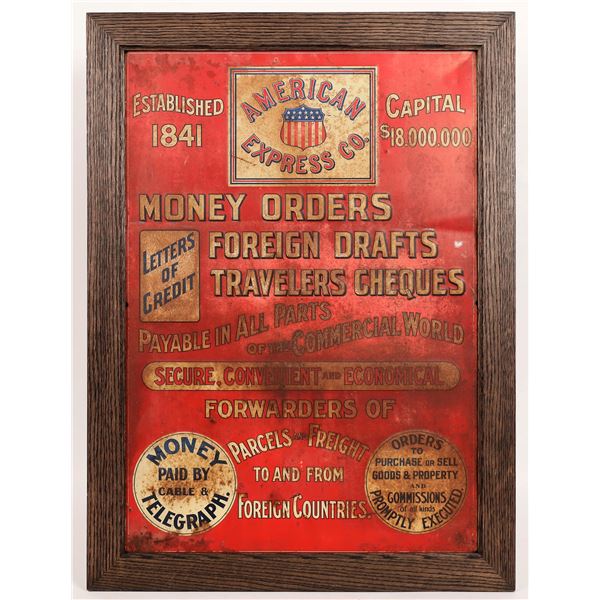 AMERICAN
EXPRESS CO.
ESTABLISHED
1841
CAPITAL
$18.000.000
MONEY ORDERS
LETTERS
OF
CREDIT
FOREIGN DRAFTS
TRAVELERS CHEQUES
PAYABLE IN ALL PARTS
OF THE COMMERCIAL WORLD
SECURE, CONVENIENT AND ECONOMICAL
FORWARDERS OF
PARCELS AND FREIGHT
TO AND FROM
FOREIGN COUNTRIES.
MONEY
PAID BY
CABLE &
TELEGRAPH.
ORDERS
TO
PURCHASE OR SELL
GOODS & PROPERTY
AND
COMMISSIONS
of all kinds
PROMPTLY EXECUTED